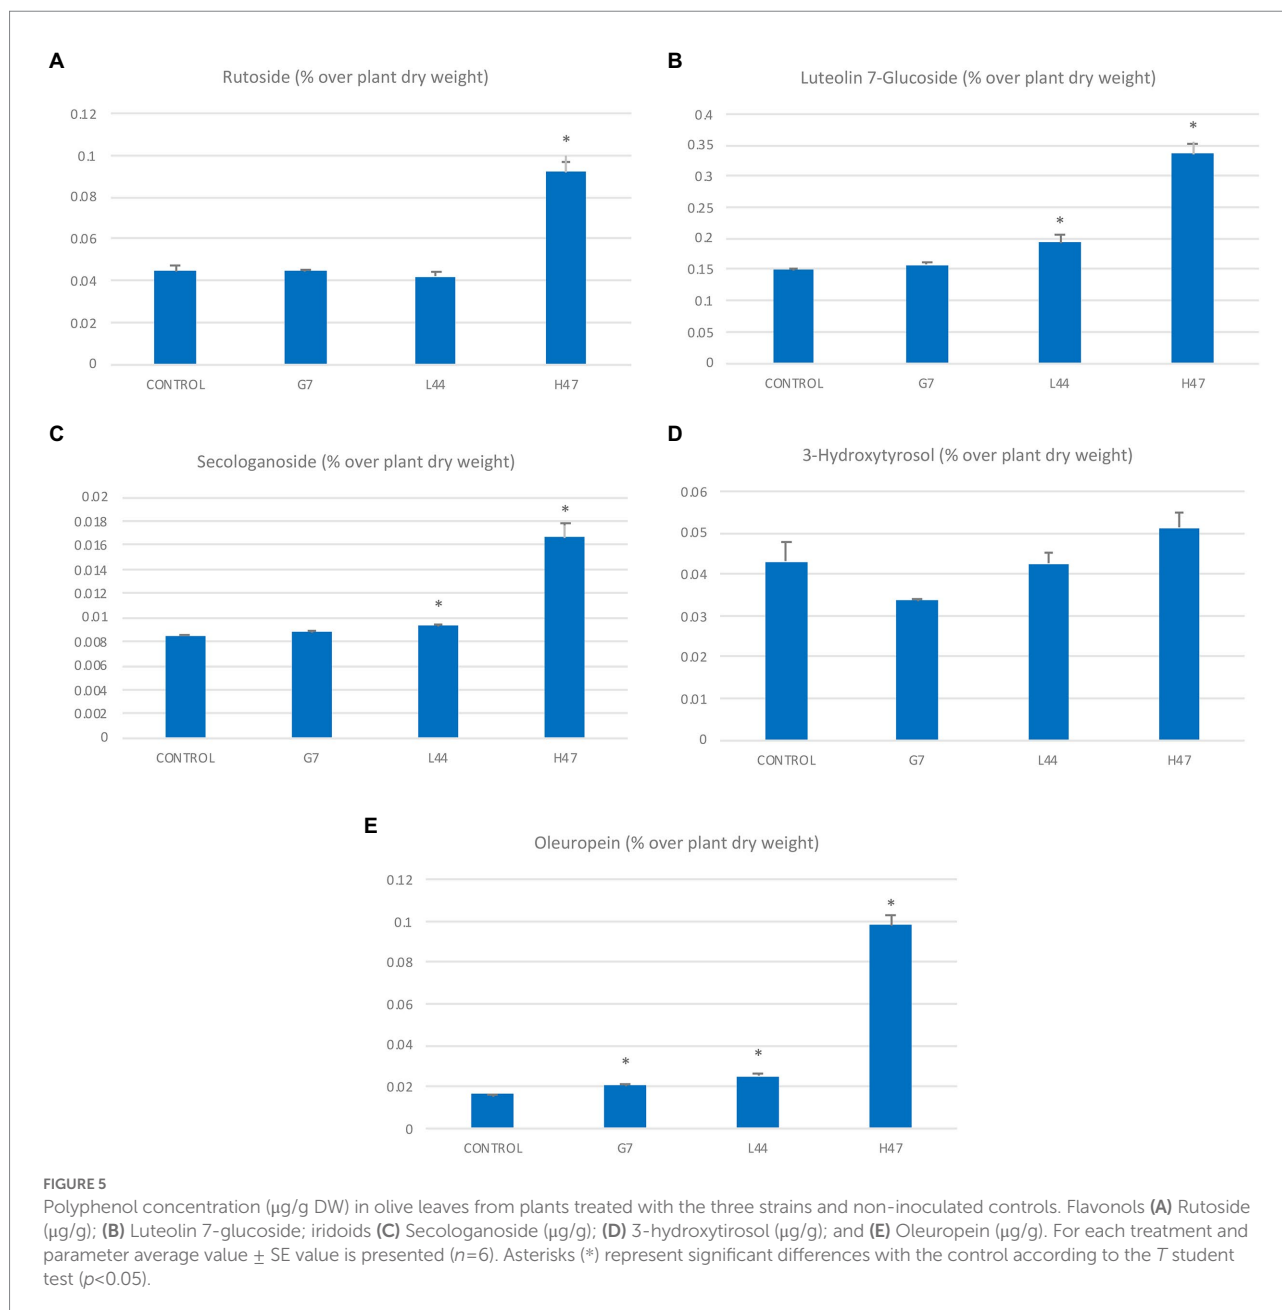 A
Rutoside (% over plant dry weight)
0.12
0.1
0.08
0.06
0.04
0.02
0
*
CONTROL G7 L44 H47
B
Luteolin 7-Glucoside (% over plant dry weight)
0.4
0.35
0.3
0.25
0.2
0.15
0.1
0.05
0
*
*
CONTROL G7 L44 H47
C
Secologanoside (% over plant dry weight)
0.02
0.018
0.016
0.014
0.012
0.01
0.008
0.006
0.004
0.002
0
*
*
CONTROL G7 L44 H47
D
3-Hydroxytyrosol (% over plant dry weight)
0.06
0.05
0.04
0.03
0.02
0.01
0
CONTROL G7 L44 H47
E
Oleuropein (% over plant dry weight)
0.12
0.1
0.08
0.06
0.04
0.02
0
*
*
*
CONTROL G7 L44 H47
FIGURE 5
Polyphenol concentration (μg/g DW) in olive leaves from plants treated with the three strains and non-inoculated controls. Flavonols (A) Rutoside
(μg/g); (B) Luteolin 7-glucoside; iridoids (C) Secologanoside (μg/g); (D) 3-hydroxytirosol (μg/g); and (E) Oleuropein (μg/g). For each treatment and
parameter average value ± SE value is presented (n=6). Asterisks (*) represent significant differences with the control according to the T student
test (p<0.05).